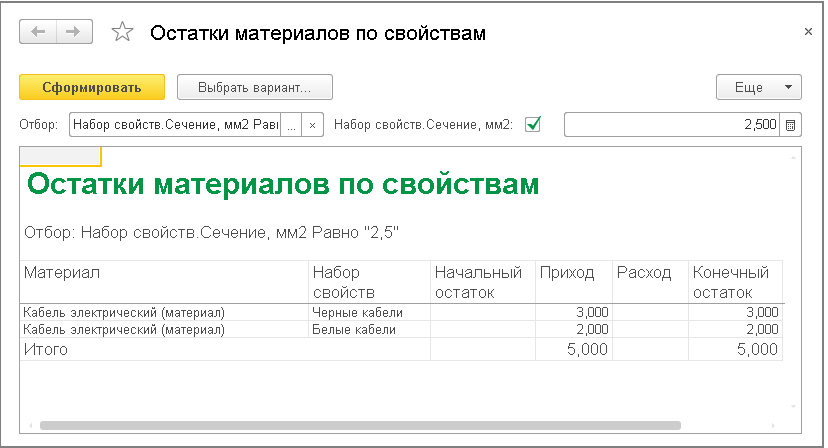 Остатки материалов по свойствам
Сформировать Выбрать вариант... Еще
Отбор: Набор свойств.Сечение, мм2 Равı ... × Набор свойств.Сечение, мм2: 2,500
Остатки материалов по свойствам
Отбор: Набор свойств.Сечение, мм2 Равно "2,5"
Материал Набор Начальный Приход Расход Конечный
свойств остаток остаток
Кабель электрический (материал) Черные кабели 3,000 3,000
Кабель электрический (материал) Белые кабели 2,000 2,000
Итого 5,000 5,000